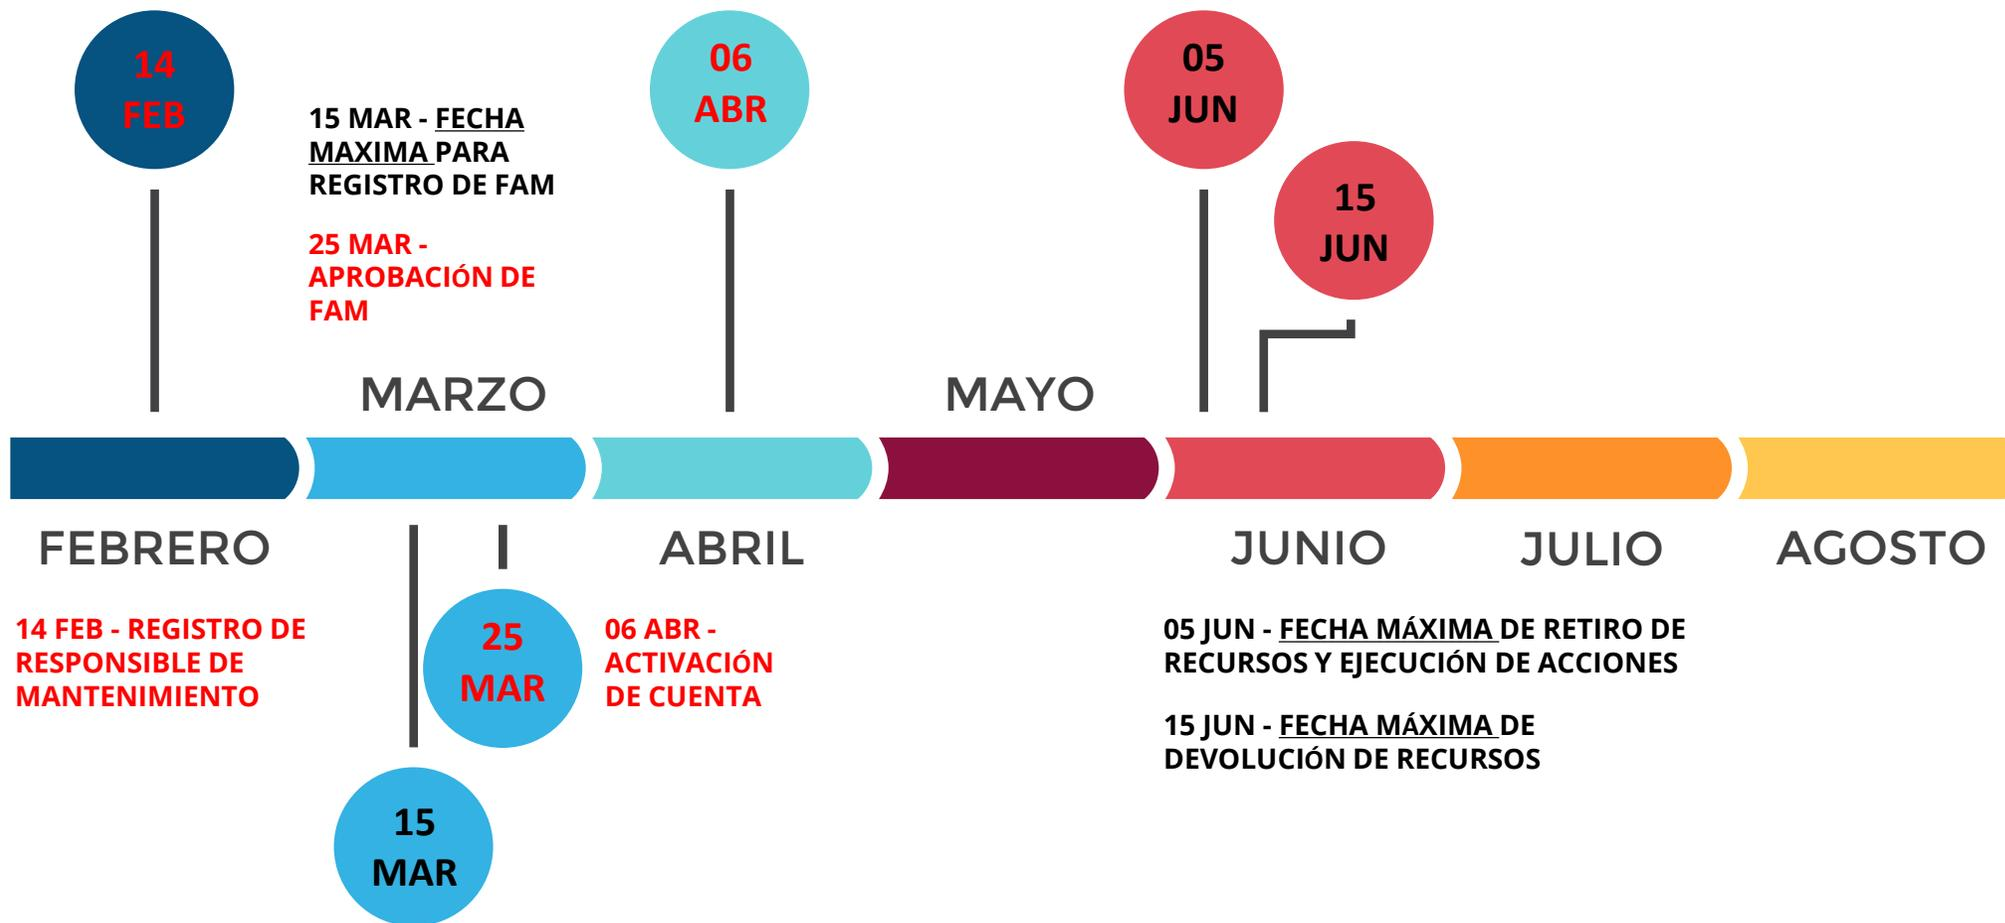 14
FEB
15 MAR - FECHA
MAXIMA PARA
REGISTRO DE FAM
25 MAR -
APROBACIÓN DE
FAM
06
ABR
05
JUN
15
JUN
MARZO
MAYO
FEBRERO
ABRIL
JUNIO
JULIO
AGOSTO
14 FEB - REGISTRO DE
RESPONSIBLE DE
MANTENIMIENTO
25
MAR
15
MAR
06 ABR -
ACTIVACIÓN
DE CUENTA
05 JUN - FECHA MÁXIMA DE RETIRO DE
RECURSOS Y EJECUCIÓN DE ACCIONES
15 JUN - FECHA MÁXIMA DE
DEVOLUCIÓN DE RECURSOS